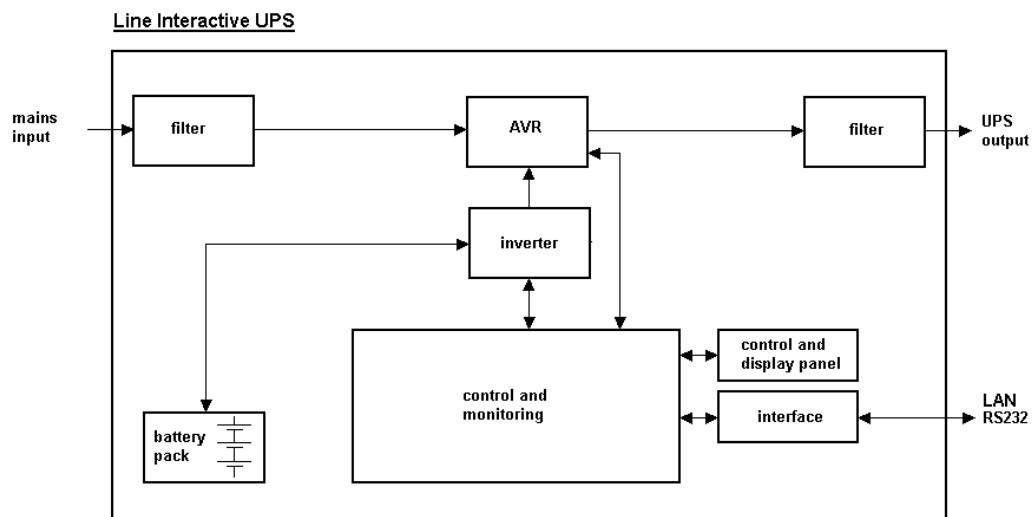 Line Interactive UPS
mains
input
filter
AVR
filter
UPS
output
inverter
control and
monitoring
control and
display panel
interface
LAN
RS232
battery
pack